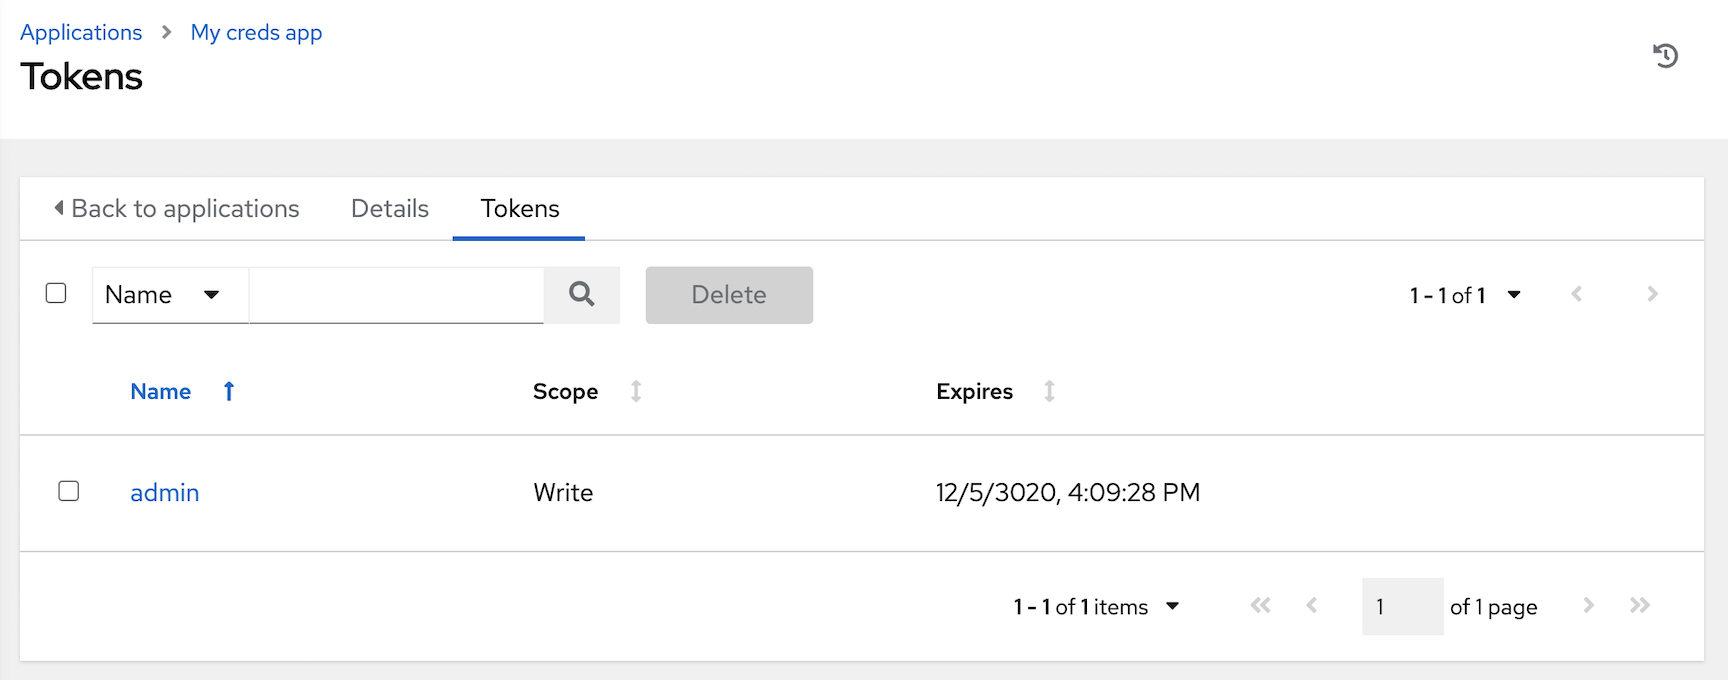 Applications My creds app
Tokens
Back to applications Details Tokens
Name Delete 1 - 1 of 1
Name Scope Expires
admin Write 12/5/3020, 4:09:28 PM
1 - 1 of 1 items 1 of 1 page